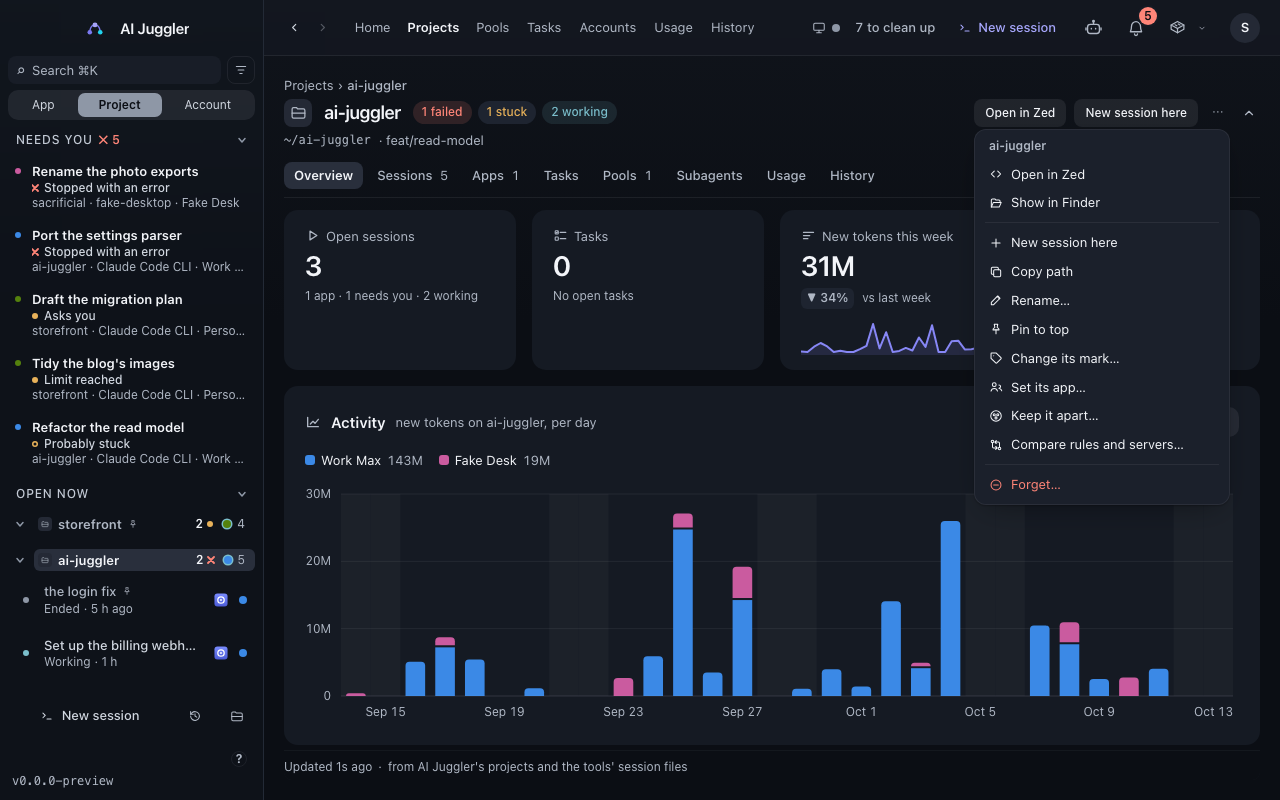 AI Juggler
Search ⌘K
App Project Account
NEEDS YOU 5
Rename the photo exports
Stopped with an error
sacrificial · fake-desktop · Fake Desk
Port the settings parser
Stopped with an error
ai-juggler · Claude Code CLI · Work ...
Draft the migration plan
Asks you
storefront · Claude Code CLI · Perso...
Tidy the blog's images
Limit reached
storefront · Claude Code CLI · Perso...
Refactor the read model
Probably stuck
ai-juggler · Claude Code CLI · Work ...
OPEN NOW
storefront 2 4
ai-juggler 2 5
the login fix
Ended · 5 h ago
Set up the billing webh...
Working · 1 h
New session
?
v0.0.0-preview
Home Projects Pools Tasks Accounts Usage History
7 to clean up
New session
5
S
Projects › ai-juggler
ai-juggler 1 failed 1 stuck 2 working
Open in Zed New session here
~/ai-juggler · feat/read-model
Overview Sessions 5 Apps 1 Tasks Pools 1 Subagents Usage History
Open sessions
3
1 app · 1 needs you · 2 working
Tasks
0
No open tasks
New tokens this week
31M
▼ 34% vs last week
ai-juggler
Open in Zed
Show in Finder
New session here
Copy path
Rename...
Pin to top
Change its mark...
Set its app...
Keep it apart...
Compare rules and servers...
Forget...
Activity new tokens on ai-juggler, per day
Work Max 143M Fake Desk 19M
30M
20M
10M
0
Sep 15 Sep 19 Sep 23 Sep 27 Oct 1 Oct 5 Oct 9 Oct 13
Updated 1s ago · from AI Juggler's projects and the tools' session files